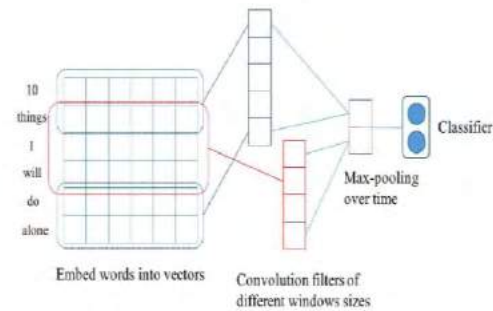 10
things
I
will
do
alone
Embed words into vectors
Convolution filters of
different windows sizes
Max-pooling
over time
Classifier